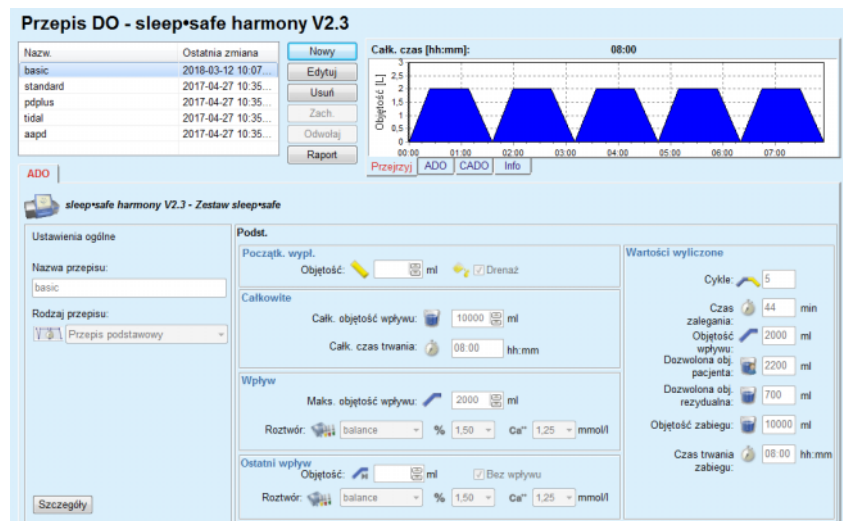 Przepis DO - sleep•safe harmony V2.3
Nazw. Ostatnia zmiana
basic 2018-03-12 10:07...
standard 2017-04-27 10:35...
pdplus 2017-04-27 10:35...
tidal 2017-04-27 10:35...
aapd 2017-04-27 10:35...
Nowy
Edytuj
Usuń
Zach.
Odwołaj
Raport
Całk. czas [hh:mm]: 08:00
Objętość [L]
3
2,5
2
1,5
1
0,5
0
00:00 01:00 02:00 03:00 04:00 05:00 06:00 07:00
Przejrzyj ADO CADO Info
ADO
sleep•safe harmony V2.3 - Zestaw sleep•safe
Ustawienia ogólne
Nazwa przepisu:
basic
Rodzaj przepisu:
Przepis podstawowy
Szczegóły
Podst.
Początk. wypł.
Objętość: ml Drenaż
Całkowite
Całk. objętość wpływu: 10000 ml
Całk. czas trwania: 08:00 hh:mm
Wpływ
Maks. objętość wpływu: 2000 ml
Roztwór: balance % 1,50 Ca⁺⁺ 1,25 mmol/l
Ostatni wpływ
Objętość: ml Bez wpływu
Roztwór: balance % 1,50 Ca⁺⁺ 1,25 mmol/l
Wartości wyliczone
Cykle: 5
Czas zalegania: 44 min
Objętość wpływu: 2000 ml
Dozwolona obj. pacjenta: 2200 ml
Dozwolona obj. rezydualna: 700 ml
Objętość zabiegu: 10000 ml
Czas trwania zabiegu: 08:00 hh:mm